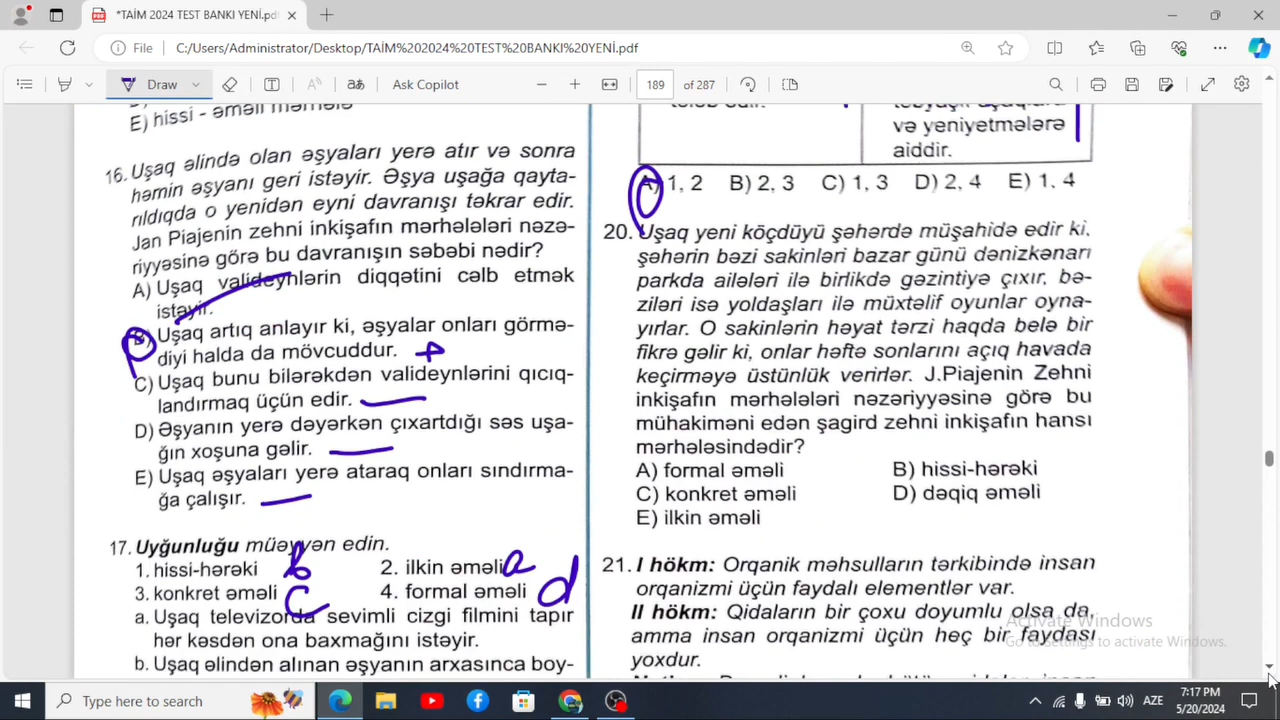 *TAİM 2024 TEST BANKI YENİ.pdf
File
C:/Users/Administrator/Desktop/TAİM%202024%20TEST%20BANKI%20YENİ.pdf
Draw
Ask Copilot
189 of 287
E) hissi - əməli mərhələ
16. Uşaq əlində olan əşyaları yerə atır və sonra
həmin əşyanı geri istəyir. Əşya uşağa qayta-
rıldıqda o yenidən eyni davranışı təkrar edir.
Jan Piajenin zehni inkişafın mərhələləri nəzə-
riyyəsinə görə bu davranışın səbəbi nədir?
A) Uşaq valideynlərin diqqətini cəlb etmək
istəyir.
Uşaq artıq anlayır ki, əşyalar onları görmə-
diyi halda da mövcuddur.
C) Uşaq bunu bilərəkdən valideynlərini qıcıq-
landırmaq üçün edir.
D) Əşyanın yerə dəyərkən çıxartdığı səs uşa-
ğın xoşuna gəlir.
E) Uşaq əşyaları yerə ataraq onları sındırma-
ğa çalışır.
17. Uyğunluğu müəyyən edin.
1. hissi-hərəki b 2. ilkin əməli a
3. konkret əməli c 4. formal əməli d
a. Uşaq televizorda sevimli cizgi filmini tapır
hər kəsdən ona baxmağını istəyir.
b. Uşaq əlindən alınan əşyanın arxasınca boy-
tələb edir.
yeniyetmələrə
və yeniyetmələrə
aiddir.
A) 1, 2 B) 2, 3 C) 1, 3 D) 2, 4 E) 1, 4
20. Uşaq yeni köçdüyü şəhərdə müşahidə edir ki,
şəhərin bəzi sakinləri bazar günü dənizkənarı
parkda ailələri ilə birlikdə gəzintiyə çıxır, bə-
ziləri isə yoldaşları ilə müxtəlif oyunlar oyna-
yırlar. O sakinlərin həyat tərzi haqda belə bir
fikrə gəlir ki, onlar həftə sonlarını açıq havada
keçirməyə üstünlük verirlər. J.Piajenin Zehni
inkişafın mərhələləri nəzəriyyəsinə görə bu
mühakiməni edən şagird zehni inkişafın hansı
mərhələsindədir?
A) formal əməli B) hissi-hərəki
C) konkret əməli D) dəqiq əməli
E) ilkin əməli
21. I hökm: Orqanik məhsulların tərkibində insan
orqanizmi üçün faydalı elementlər var.
II hökm: Qidaların bir çoxu doyumlu olsa da,
amma insan orqanizmi üçün heç bir faydası
yoxdur.
Activate Windows
Go to Settings to activate Windows.
Type here to search
AZE
7:17 PM
5/20/2024